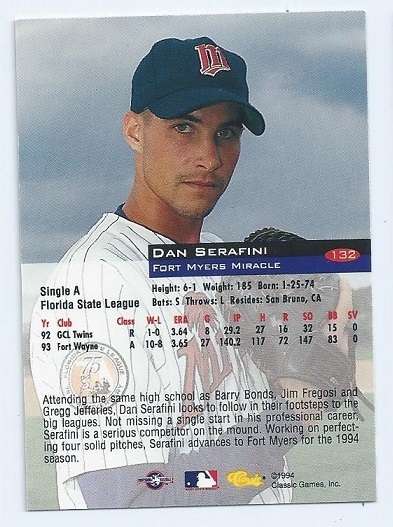 m
DAN SERAFINI
132
FORT MYERS MIRACLE
Single A
Florida State League
Height: 6-1 Weight: 185 Born: 1-25-74
Bats: S Throws: L Resides: San Bruno, CA
Yr Club Class W-L ERA G IP H R SO BB SV
92 GCL Twins R 1-0 3.64 8 29.2 27 16 32 15 0
93 Fort Wayne A 10-8 3.65 27 140.2 117 72 147 83 0
Attending the same high school as Barry Bonds, Jim Fregosi and
Gregg Jefferies, Dan Serafini looks to follow in their footsteps to the
big leagues. Not missing a single start in his professional career,
Serafini is a serious competitor on the mound. Working on perfec-
ting four solid pitches, Serafini advances to Fort Myers for the 1994
season.
Classic
©1994
Classic Games, Inc.